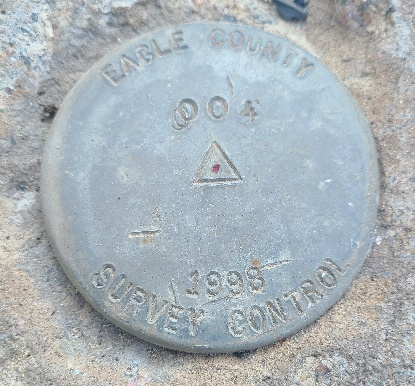 EAGLE COUNTY
004
1998
SURVEY CONTROL